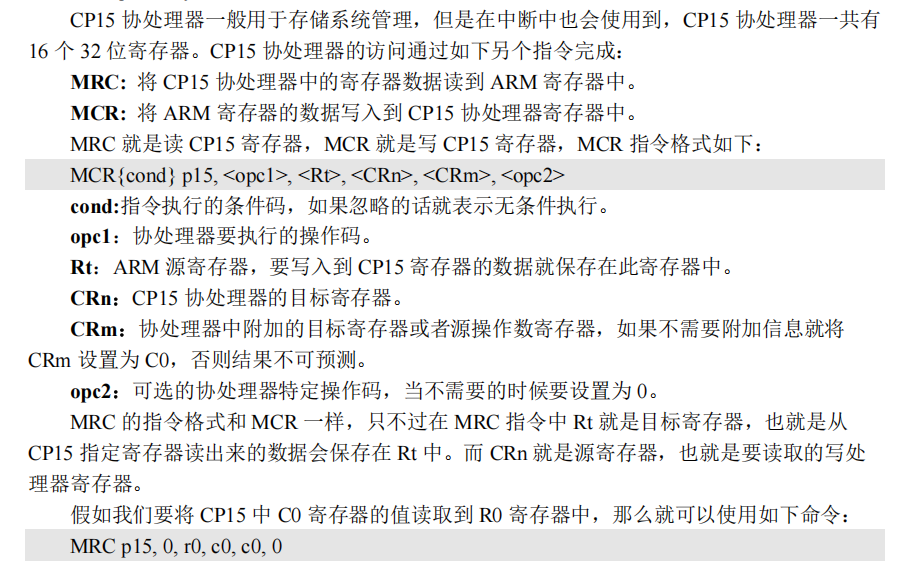 CP15 协处理器一般用于存储系统管理，但是在中断中也会使用到，CP15 协处理器一共有
16 个 32 位寄存器。CP15 协处理器的访问通过如下另个指令完成：
MRC: 将 CP15 协处理器中的寄存器数据读到 ARM 寄存器中。
MCR: 将 ARM 寄存器的数据写入到 CP15 协处理器寄存器中。
MRC 就是读 CP15 寄存器，MCR 就是写 CP15 寄存器，MCR 指令格式如下：
MCR{cond} p15, <opc1>, <Rt>, <CRn>, <CRm>, <opc2>
cond:指令执行的条件码，如果忽略的话就表示无条件执行。
opc1：协处理器要执行的操作码。
Rt：ARM 源寄存器，要写入到 CP15 寄存器的数据就保存在此寄存器中。
CRn：CP15 协处理器的目标寄存器。
CRm：协处理器中附加的目标寄存器或者源操作数寄存器，如果不需要附加信息就将
CRm 设置为 C0，否则结果不可预测。
opc2：可选的协处理器特定操作码，当不需要的时候要设置为 0。
MRC 的指令格式和 MCR 一样，只不过在 MRC 指令中 Rt 就是目标寄存器，也就是从
CP15 指定寄存器读出来的数据会保存在 Rt 中。而 CRn 就是源寄存器，也就是要读取的写处
理器寄存器。
假如我们要将 CP15 中 C0 寄存器的值读取到 R0 寄存器中，那么就可以使用如下命令：
MRC p15, 0, r0, c0, c0, 0